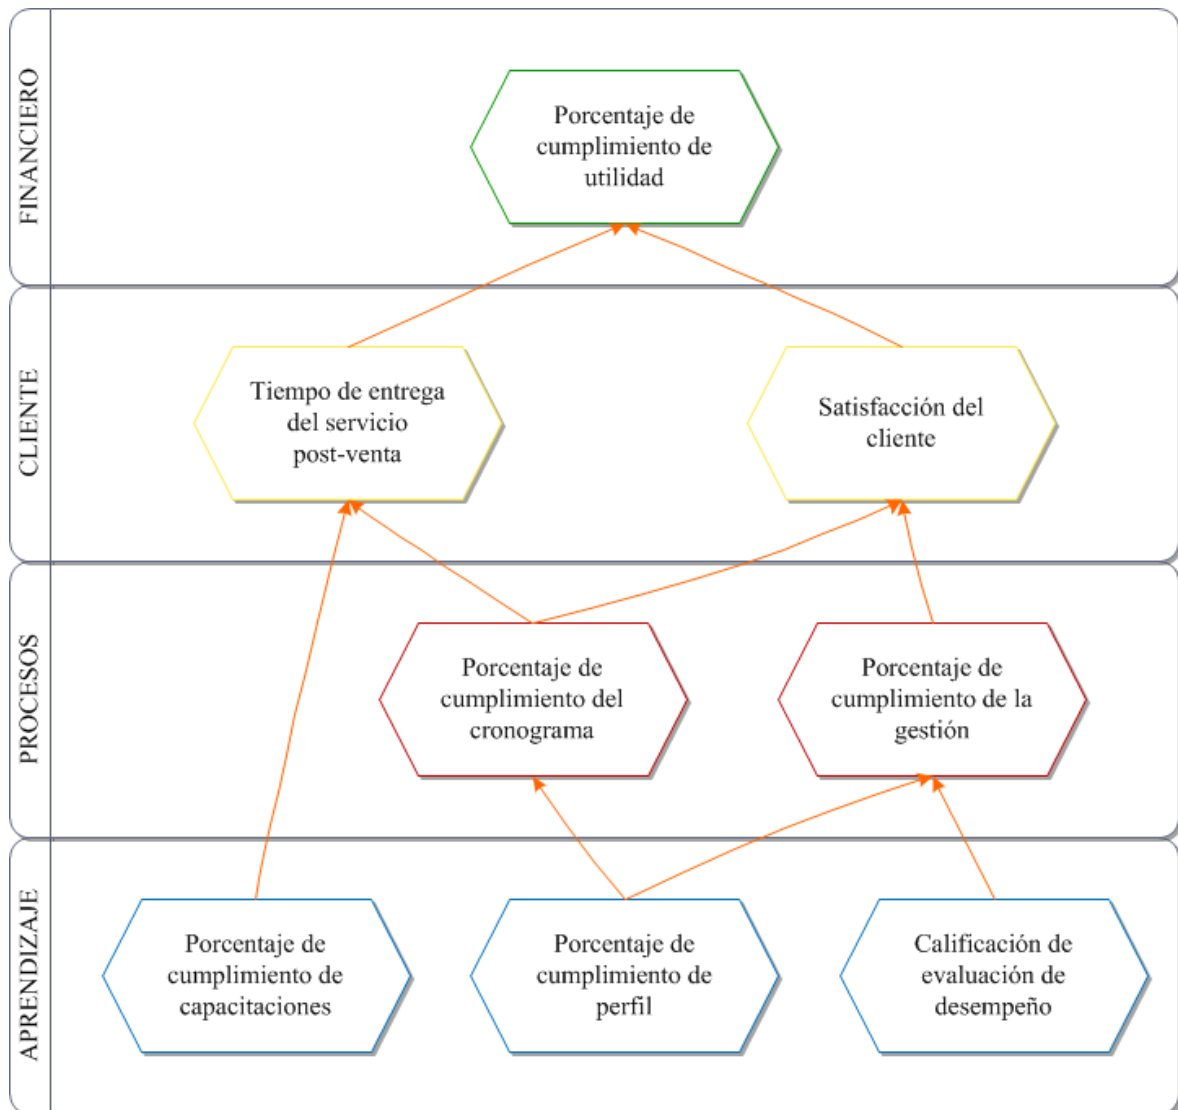 FINANCIERO
Porcentaje de
cumplimiento de
utilidad
CLIENTE
Tiempo de entrega
del servicio
post-venta
Satisfacción del
cliente
PROCESOS
Porcentaje de
cumplimiento del
cronograma
Porcentaje de
cumplimiento de la
gestión
APRENDIZAJE
Porcentaje de
cumplimiento de
capacitaciones
Porcentaje de
cumplimiento de
perfil
Calificación de
evaluación de
desempeño